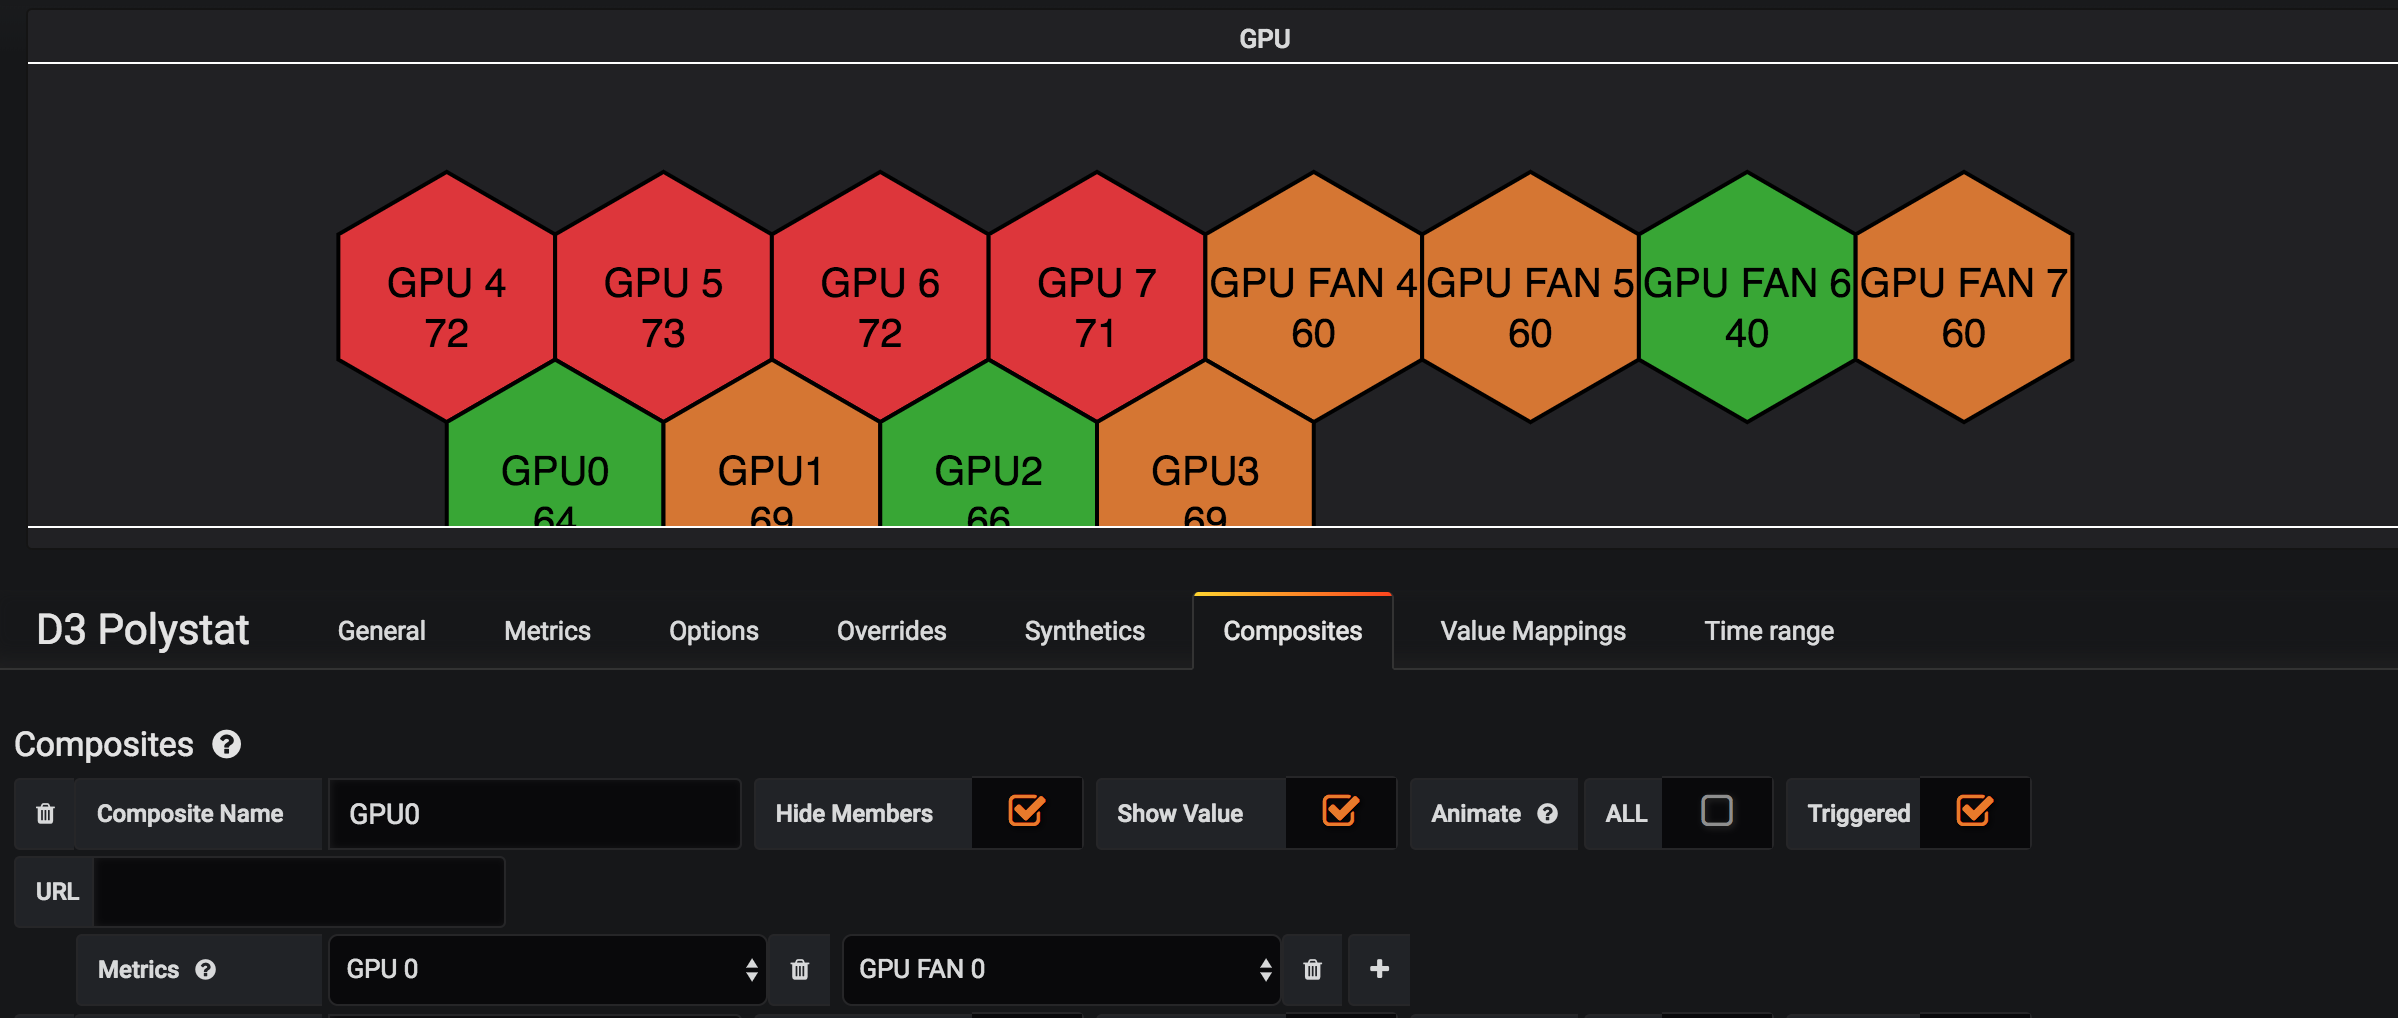 GPU
GPU 4 GPU 5 GPU 6 GPU 7 GPU FAN 4 GPU FAN 5 GPU FAN 6 GPU FAN 7
72 73 72 71 60 60 40 60
GPU0 GPU1 GPU2 GPU3
64 69 66 69
D3 Polystat General Metrics Options Overrides Synthetics Composites Value Mappings Time range
Composites ?
Composite Name GPU0 Hide Members Show Value Animate ? ALL Triggered
URL
Metrics ? GPU 0 GPU FAN 0 +